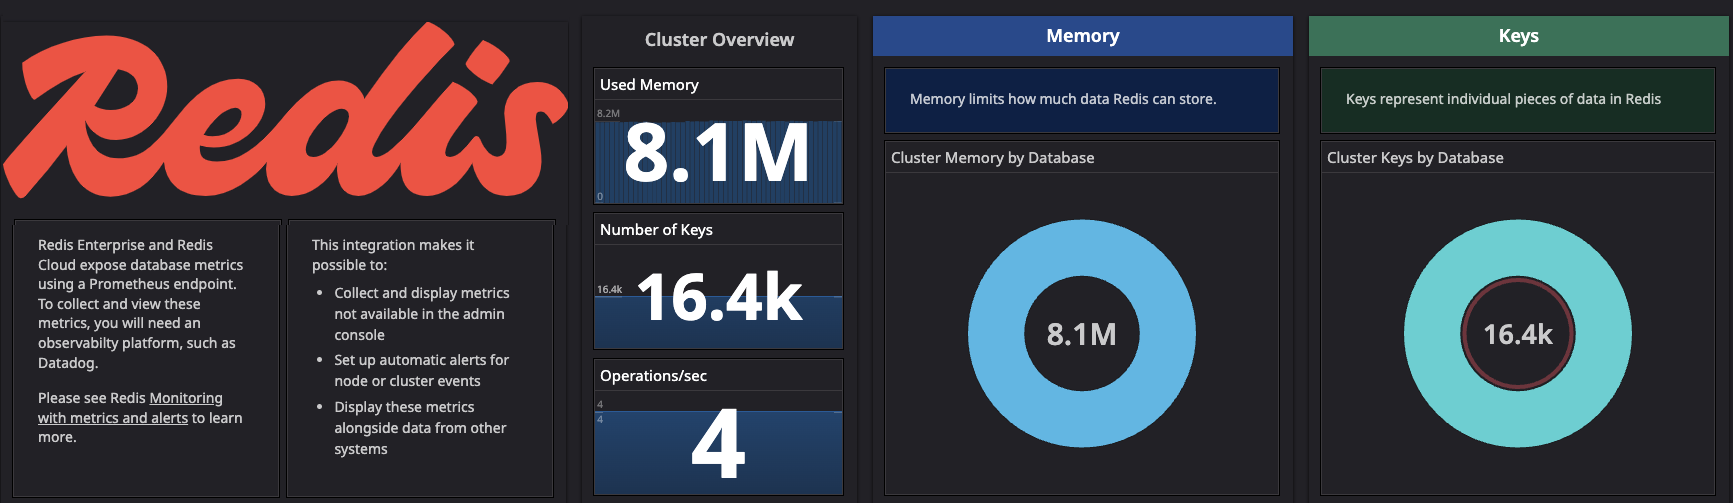 Redis
Redis Enterprise and Redis
Cloud expose database metrics
using a Prometheus endpoint.
To collect and view these
metrics, you will need an
observabilty platform, such as
Datadog.
Please see Redis Monitoring
with metrics and alerts to learn
more.
This integration makes it
possible to:
• Collect and display metrics
not available in the admin
console
• Set up automatic alerts for
node or cluster events
• Display these metrics
alongside data from other
systems
Cluster Overview
Used Memory
8.2M
8.1M
0
Number of Keys
16.4k
16.4k
Operations/sec
4
4
4
Memory
Memory limits how much data Redis can store.
Cluster Memory by Database
8.1M
Keys
Keys represent individual pieces of data in Redis
Cluster Keys by Database
16.4k